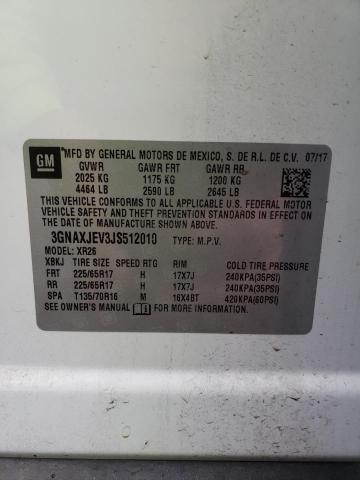 GM *MFD BY GENERAL MOTORS DE MEXICO, S. DE R.L. DE C.V. 07/17
GVWR GAWR FRT GAWR RR
2025 KG 1175 KG 1200 KG
4464 LB 2590 LB 2645 LB
THIS VEHICLE CONFORMS TO ALL APPLICABLE U.S. FEDERAL MOTOR
VEHICLE SAFETY, BUMPER, AND THEFT PREVENTION STANDARDS IN EFFECT ON
THE DATE OF MANUFACTURE SHOWN ABOVE.
3GNAXJEV3JS512010 TYPE: M.P.V.
XR26
XBKJ TIRE SIZE SPEED RTG RIM COLD TIRE PRESSURE
FRT 225/65R17 H 17X7J 240KPA(35PSI)
RR 225/65R17 H 17X7J 240KPA(35PSI)
SPA T135/70R16 M 16X4BT 420KPA(60PSI)
SEE OWNER'S MANUAL FOR MORE INFORMATION.